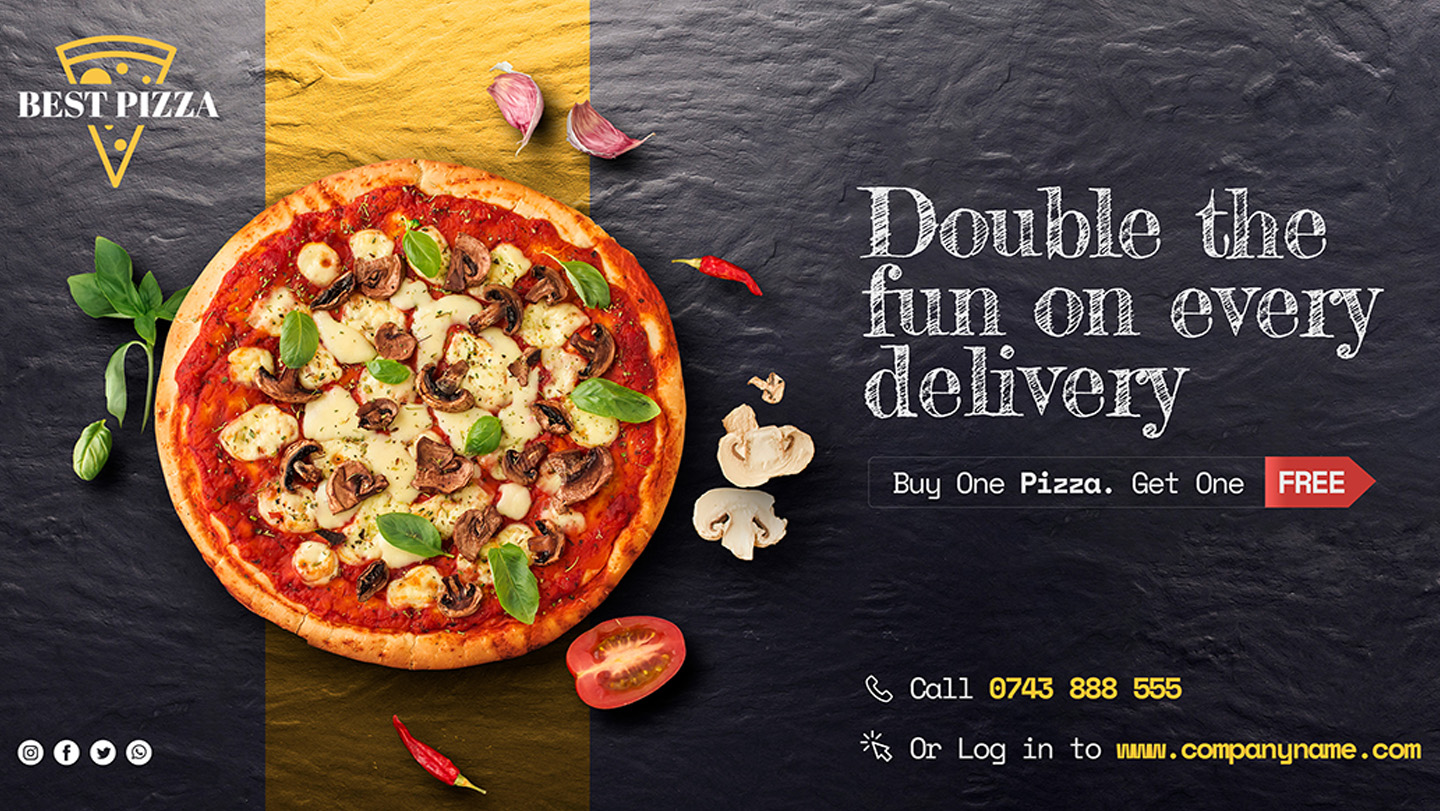 BEST PIZZA
Double the
fun on every
delivery
Buy One Pizza. Get One FREE
Call 0743 888 555
Or Log in to www.companyname.com